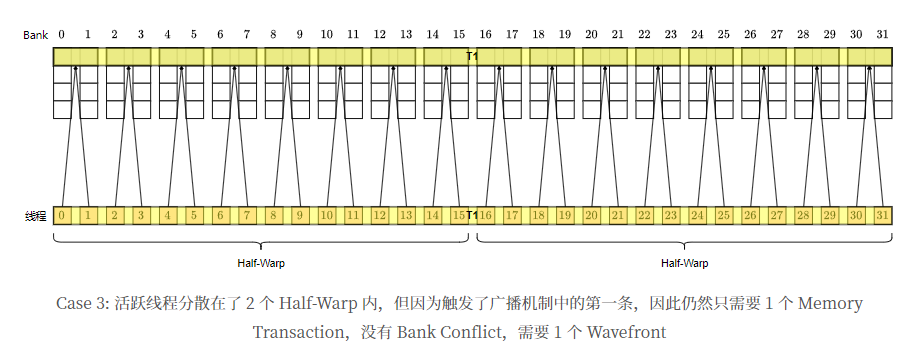 Bank 0 1 2 3 4 5 6 7 8 9 10 11 12 13 14 15 16 17 18 19 20 21 22 23 24 25 26 27 28 29 30 31
T1
线程 0 1 2 3 4 5 6 7 8 9 10 11 12 13 14 15 T1 16 17 18 19 20 21 22 23 24 25 26 27 28 29 30 31
Half-Warp Half-Warp
Case 3: 活跃线程分散在了 2 个 Half-Warp 内，但因为触发了广播机制中的第一条，因此仍然只需要 1 个 Memory
Transaction，没有 Bank Conflict，需要 1 个 Wavefront